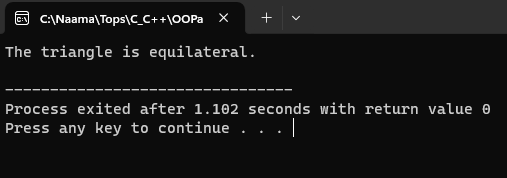 C:\Naama\Tops\C_C++\OOPa
The triangle is equilateral.
--------------------------------
Process exited after 1.102 seconds with return value 0
Press any key to continue . . .